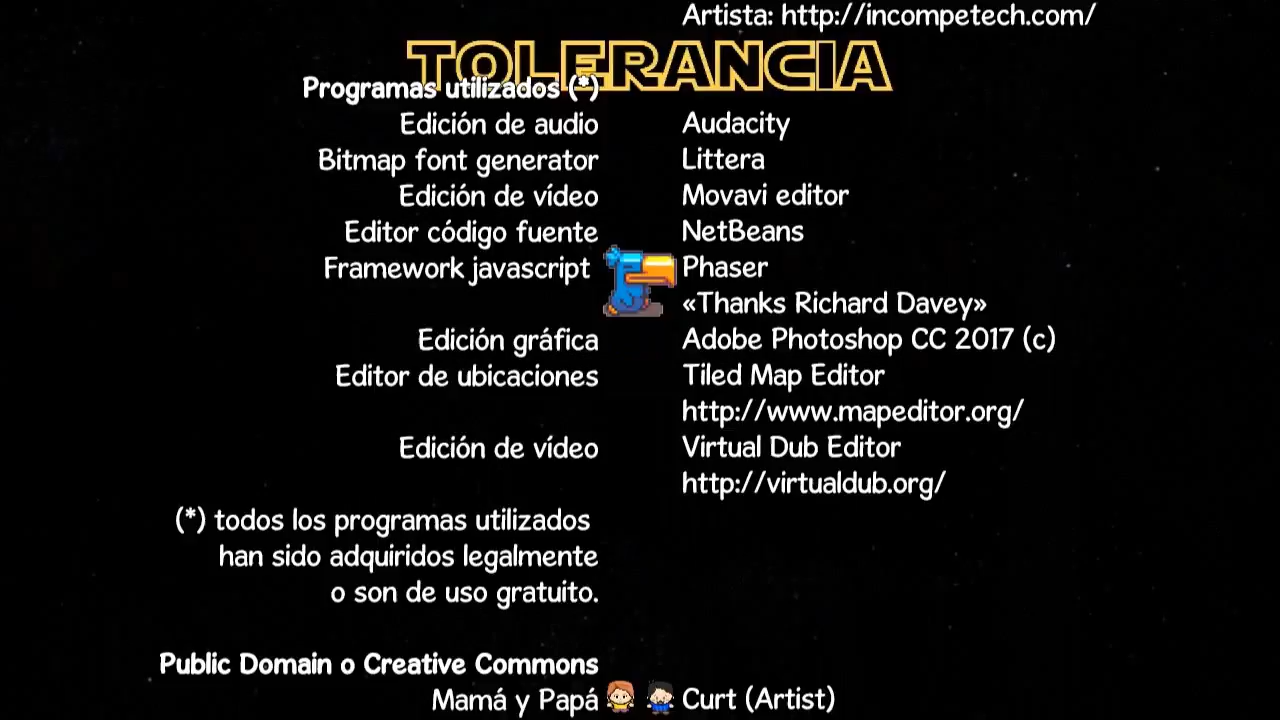 Artista: http://incompetech.com/
TOLERANCIA
Programas utilizados (*)
Edición de audio Audacity
Bitmap font generator Littera
Edición de vídeo Movavi editor
Editor código fuente NetBeans
Framework javascript Phaser
«Thanks Richard Davey»
Edición gráfica Adobe Photoshop CC 2017 (c)
Editor de ubicaciones Tiled Map Editor
http://www.mapeditor.org/
Edición de vídeo Virtual Dub Editor
http://virtualdub.org/
(*) todos los programas utilizados
han sido adquiridos legalmente
o son de uso gratuito.
Public Domain o Creative Commons
Mamá y Papá Curt (Artist)